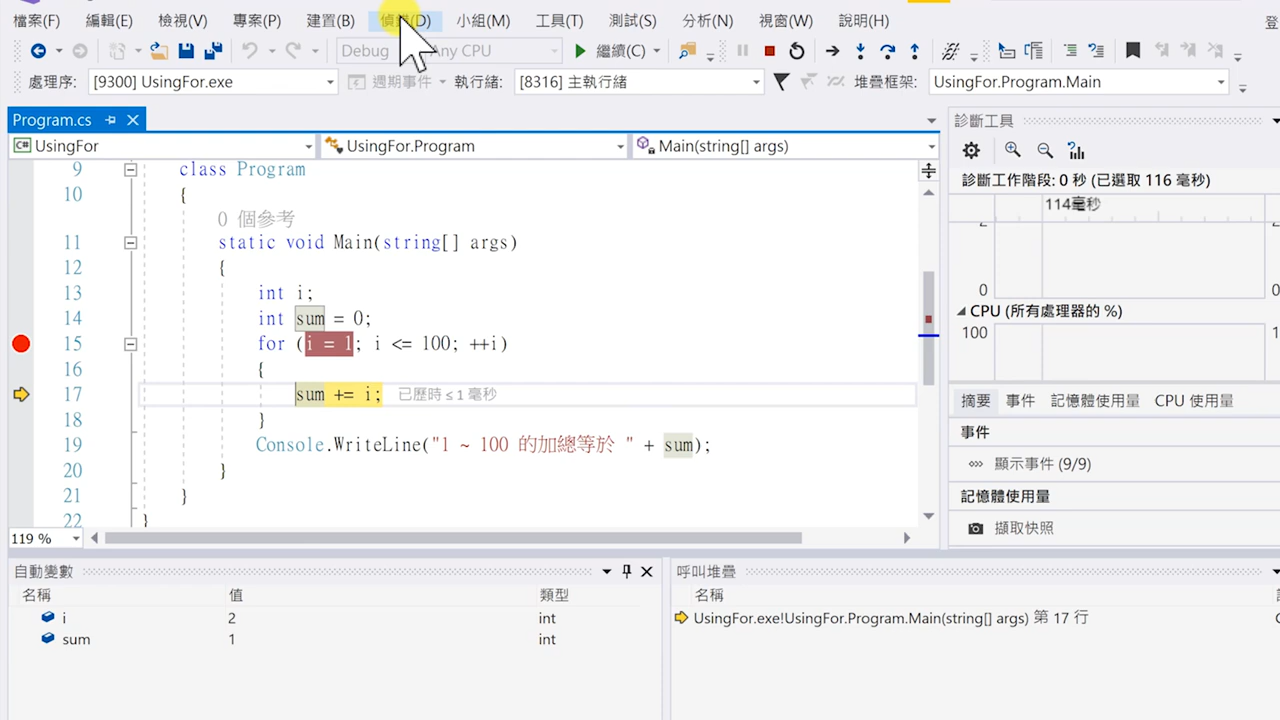 檔案(F) 編輯(E) 檢視(V) 專案(P) 建置(B) 偵錯(D) 小組(M) 工具(T) 測試(S) 分析(N) 視窗(W) 說明(H)
登
Debug Any CPU 繼續(C)
處理序: [9300] UsingFor.exe 週期事件 執行緒: [8316] 主執行緒 堆疊框架: UsingFor.Program.Main
Program.cs
C# UsingFor UsingFor.Program Main(string[] args)
9 class Program
10 {
0 個參考
11 static void Main(string[] args)
12 {
13 int i;
14 int sum = 0;
15 for (i = 1; i <= 100; ++i)
16 {
17 sum += i; 已歷時 ≤ 1 毫秒
18 }
19 Console.WriteLine("1 ~ 100 的加總等於 " + sum);
20 }
21 }
22 }
119 %
診斷工具
診斷工作階段: 0 秒 (已選取 116 毫秒)
114毫秒
0 0
CPU (所有處理器的 %)
100 100
摘要 事件 記憶體使用量 CPU 使用量
事件
顯示事件 (9/9)
記憶體使用量
擷取快照
自動變數
名稱 值 類型
i 2 int
sum 1 int
呼叫堆疊
名稱
UsingFor.exe!UsingFor.Program.Main(string[] args) 第 17 行